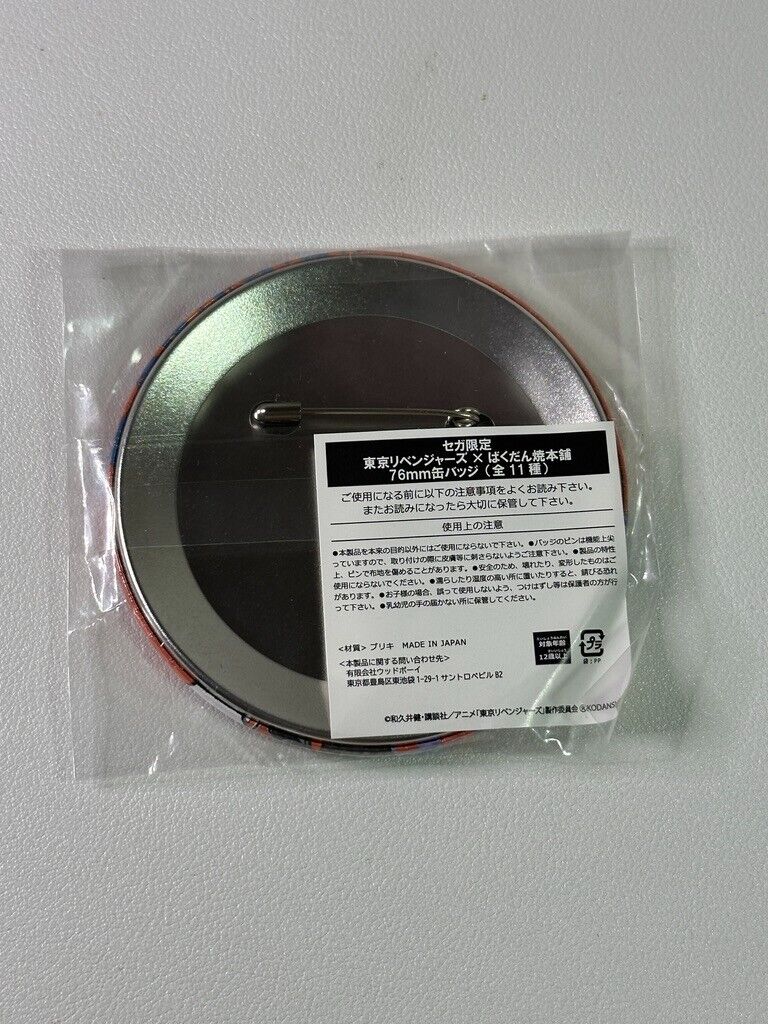 セガ限定
東京リベンジャーズ × ばくだん焼本舗
76mm缶バッジ（全11種）
ご使用になる前に以下の注意事項をよくお読み下さい。
またお読みになったら大切に保管して下さい。
使用上の注意
●本製品を本来の目的以外にはご使用にならないで下さい。●バッジのピンは機能上尖
っていますので、取り付けの際に皮膚等に刺さらないようご注意下さい。●製品の特性
上、ピンで布地を傷めることがあります。●安全のため、壊れたり、変形したものはご
使用にならないでください。●濡らしたり湿度の高い所に置いたりすると、錆びる恐れ
があります。●お子様の場合、誤って使用しないよう、つけはずし等は保護者の方が行
って下さい。●乳幼児の手の届かない所に保管してください。
<材質> ブリキ MADE IN JAPAN
<本製品に関する問い合わせ先>
有限会社ウッドボーイ
東京都豊島区東池袋1-29-1 サントロペビル B2
対象年齢
12歳以上
プラ
袋：PP
©和久井健・講談社／アニメ「東京リベンジャーズ」製作委員会 ®KODANS